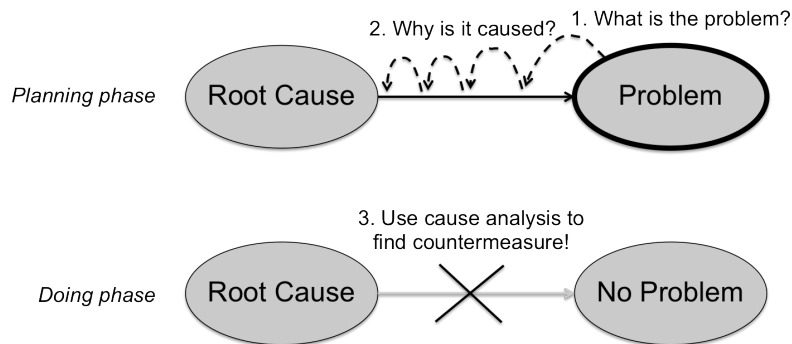 1. What is the problem?
2. Why is it caused?
Planning phase
Root Cause
Problem
3. Use cause analysis to
find countermeasure!
Doing phase
Root Cause
No Problem